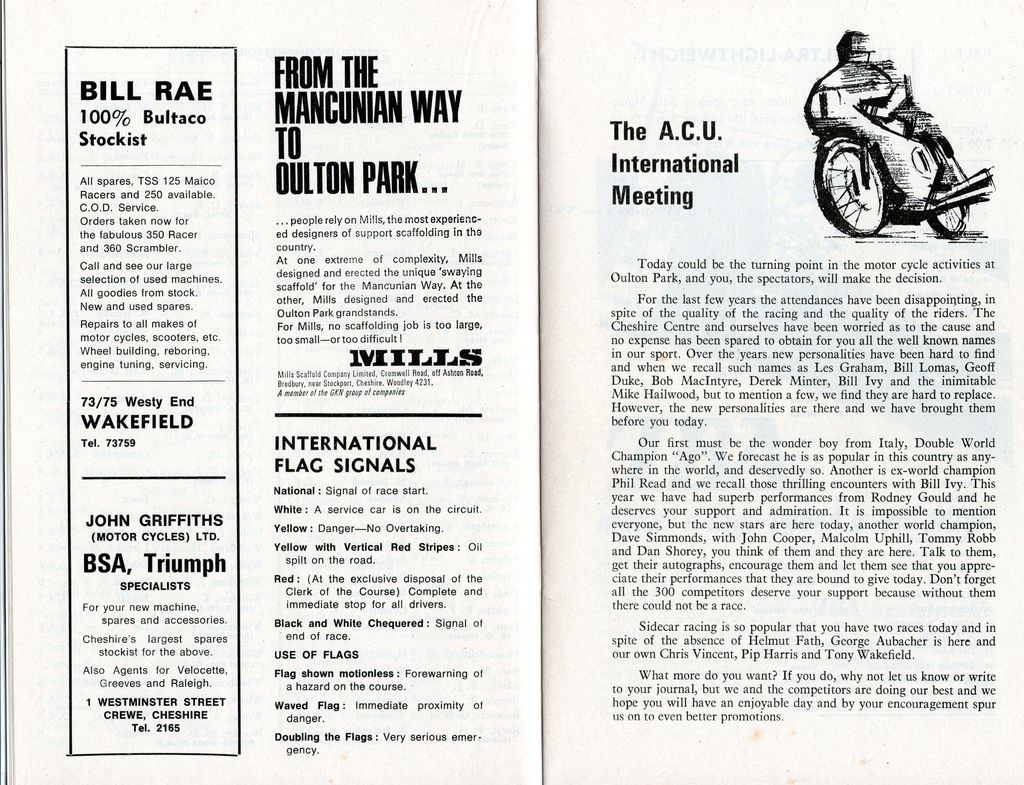 BILL RAE
100% Bultaco
Stockist
All spares, TSS 125 Maico
Racers and 250 available
C.O.D. Service.
Orders taken now for
the fabulous 350 Racer
and 360 Scrambler.
Call and see our large
selection of used machines.
All goodies from stock.
New and used spares.
Repairs to all makes of
motor cycles, scooters, etc.
Wheel building, reboring,
engine tuning, servicing.
73/75 Westy End
WAKEFIELD
Tel. 73759
JOHN GRIFFITHS
(MOTOR CYCLES) LTD.
BSA, Triumph
SPECIALISTS
For your new machine,
spares and accessories.
Cheshire's largest spares
stockist for the above.
Also Agents for Velocette,
Greeves and Raleigh.
1 WESTMINSTER STREET
CREWE, CHESHIRE
Tel. 2165
FROM THE
MANCUNIAN WAY
TO
OULTON PARK...
...people rely on Mills, the most experienc-
ed designers of support scaffolding in the
country.
At one extreme of complexity, Mills
designed and erected the unique 'swaying
scaffold' for the Mancunian Way. At the
other, Mills designed and erected the
Oulton Park grandstands.
For Mills, no scaffolding job is too large,
too small—or too difficult!
MILLS
Mills Scaffold Company Limited, Cromwell Road, off Ashton Road,
Bredbury, near Stockport, Cheshire. Woodley 4231.
A member of the GKN group of companies
INTERNATIONAL
FLAG SIGNALS
National: Signal of race start.
White: A service car is on the circuit.
Yellow: Danger—No Overtaking.
Yellow with Vertical Red Stripes: Oil
spilt on the road.
Red: (At the exclusive disposal of the
Clerk of the Course) Complete and
immediate stop for all drivers.
Black and White Chequered: Signal of
end of race.
USE OF FLAGS
Flag shown motionless: Forewarning of
a hazard on the course.
Waved Flag: Immediate proximity of
danger.
Doubling the Flags: Very serious emer-
gency.
The A.C.U.
International
Meeting
Today could be the turning point in the motor cycle activities at
Oulton Park, and you, the spectators, will make the decision.
For the last few years the attendances have been disappointing, in
spite of the quality of the racing and the quality of the riders. The
Cheshire Centre and ourselves have been worried as to the cause and
no expense has been spared to obtain for you all the well known names
in our sport. Over the years new personalities have been hard to find
and when we recall such names as Les Graham, Bill Lomas, Geoff
Duke, Bob MacIntyre, Derek Minter, Bill Ivy and the inimitable
Mike Hailwood, but to mention a few, we find they are hard to replace.
However, the new personalities are there and we have brought them
before you today.
Our first must be the wonder boy from Italy, Double World
Champion "Ago". We forecast he is as popular in this country as any-
where in the world, and deservedly so. Another is ex-world champion
Phil Read and we recall those thrilling encounters with Bill Ivy. This
year we have had superb performances from Rodney Gould and he
deserves your support and admiration. It is impossible to mention
everyone, but the new stars are here today, another world champion,
Dave Simmonds, with John Cooper, Malcolm Uphill, Tommy Robb
and Dan Shorey, you think of them and they are here. Talk to them,
get their autographs, encourage them and let them see that you appre-
ciate their performances that they are bound to give today. Don't forget
all the 300 competitors deserve your support because without them
there could not be a race.
Sidecar racing is so popular that you have two races today and in
spite of the absence of Helmut Fath, George Aubacher is here and
our own Chris Vincent, Pip Harris and Tony Wakefield.
What more do you want? If you do, why not let us know or write
to your journal, but we and the competitors are doing our best and we
hope you will have an enjoyable day and by your encouragement spur
us on to even better promotions.